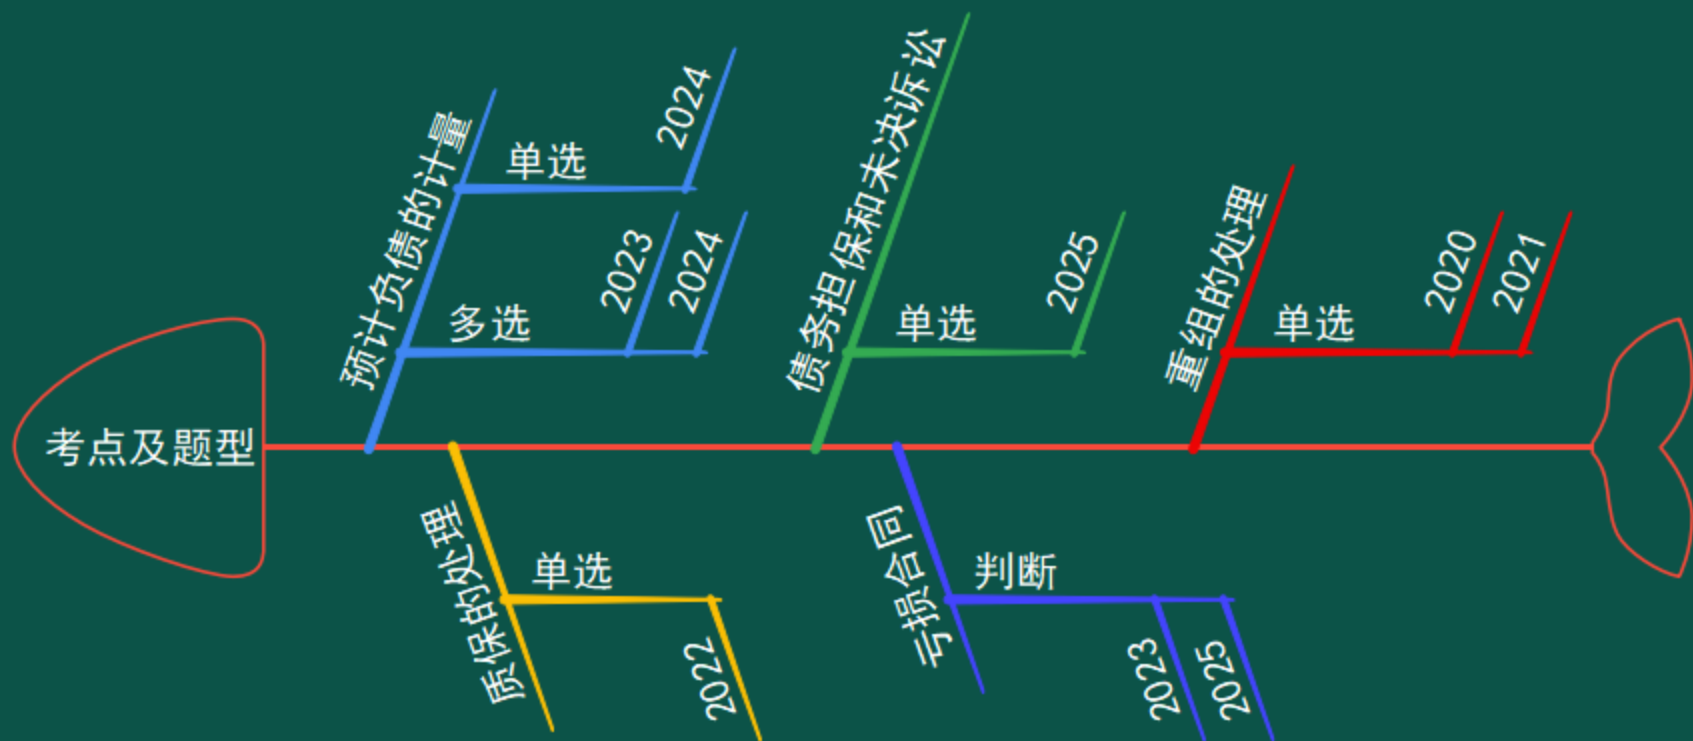 考点及题型
预计负债的计量
单选
2024
多选
2023
2024
质保的处理
单选
2022
债务担保和未决诉讼
单选
2025
亏损合同
判断
2023
2025
重组的处理
单选
2020
2021